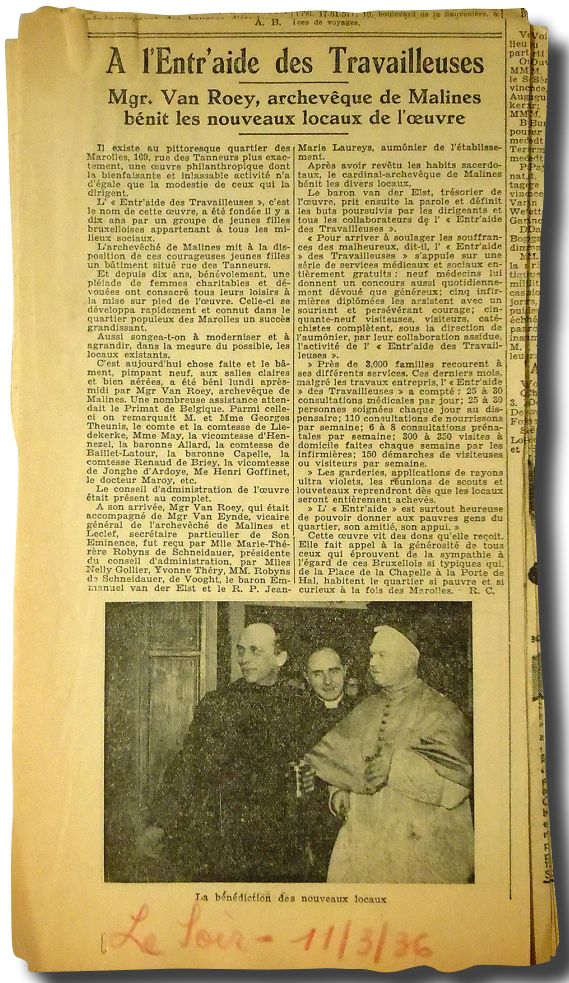 A. B.
19, boulevard de la Sauvenière, à
ces de voyages.
A l'Entr'aide des Travailleuses
Mgr. Van Roey, archevêque de Malines
bénit les nouveaux locaux de l'œuvre
Il existe au pittoresque quartier des
Marolles, 169, rue des Tanneurs plus exac-
tement, une œuvre philanthropique dont
la bienfaisante et inlassable activité n'a
d'égale que la modestie de ceux qui la
dirigent.
L' « Entr'aide des Travailleuses », c'est
le nom de cette œuvre, a été fondée il y a
dix ans par un groupe de jeunes filles
bruxelloises appartenant à tous les mi-
lieux sociaux.
L'archevêché de Malines mit à la dis-
position de ces courageuses jeunes filles
un bâtiment situé rue des Tanneurs.
Et depuis dix ans, bénévolement, une
pléiade de femmes charitables et dé-
vouées ont consacré tous leurs loisirs à
la mise sur pied de l'œuvre. Celle-ci se
développa rapidement et connut dans le
quartier populeux des Marolles un succès
grandissant.
Aussi songea-t-on à moderniser et à
agrandir, dans la mesure du possible, les
locaux existants.
C'est aujourd'hui chose faite et le bâ-
timent, pimpant neuf, aux salles claires
et bien aérées, a été béni lundi après-
midi par Mgr Van Roey, archevêque de
Malines. Une nombreuse assistance atten-
dait le Primat de Belgique. Parmi celle-
ci on remarquait M. et Mme Georges
Theunis, le comte et la comtesse de Lie-
dekerke, Mme May, la vicomtesse d'Hen-
nezel, la baronne Allard, la comtesse de
Baillet-Latour, la baronne Capelle, la
comtesse Renaud de Briey, la vicomtesse
de Jonghe d'Ardoye, Me Henri Goffinet,
le docteur Maroy, etc.
Le conseil d'administration de l'œuvre
était présent au complet.
A son arrivée, Mgr Van Roey, qui était
accompagné de Mgr Van Eynde, vicaire
général de l'archevêché de Malines et
Leclef, secrétaire particulier de Son
Eminence, fut reçu par Mlle Marie-Thé-
rère Robyns de Schneidauer, présidente
du conseil d'administration, par Mlles
Nelly Gollier, Yvonne Théry, MM. Robyns
de Schneidauer, de Vooght, le baron Em-
manuel van der Elst et le R. P. Jean-
Marie Laureys, aumônier de l'établisse-
ment.
Après avoir revêtu les habits sacerdo-
taux, le cardinal-archevêque de Malines
bénit les divers locaux.
Le baron van der Elst, trésorier de
l'œuvre, prit ensuite la parole et définit
les buts poursuivis par les dirigeants et
tous les collaborateurs de l' « Entr'aide
des Travailleuses ».
« Pour arriver à soulager les souffran-
ces des malheureux, dit-il, l' « Entr'aide
» des Travailleuses » s'appuie sur une
série de services médicaux et sociaux en-
tièrement gratuits : neuf médecins lui
donnent un concours aussi quotidienne-
ment dévoué que généreux; cinq infir-
mières diplômées les assistent avec un
souriant et persévérant courage; cin-
quante-neuf visiteuses, visiteurs, caté-
chistes complètent, sous la direction de
l'aumônier, par leur collaboration assidue,
l'activité de l' « Entr'aide des Travail-
leuses ».
» Près de 3,000 familles recourent à
ses différents services. Ces derniers mois,
malgré les travaux entrepris, l' « Entr'aide
» des Travailleuses » a compté : 25 à 30
consultations médicales par jour; 25 à 30
personnes soignées chaque jour au dis-
pensaire; 110 consultations de nourrissons
par semaine; 6 à 8 consultations préna-
tales par semaine; 300 à 350 visites à
domicile faites chaque semaine par les
infirmières; 150 démarches de visiteuses
ou visiteurs par semaine.
» Les garderies, applications de rayons
ultra violets, les réunions de scouts et
louveteaux reprendront dès que les locaux
seront entièrement achevés.
» L' « Entr'aide » est surtout heureuse
de pouvoir donner aux pauvres gens du
quartier, son amitié, son appui. »
Cette œuvre vit des dons qu'elle reçoit.
Elle fait appel à la générosité de tous
ceux qui éprouvent de la sympathie à
l'égard de ces Bruxellois si typiques qui,
de la Place de la Chapelle à la Porte de
Hal, habitent le quartier si pauvre et si
curieux à la fois des Marolles. R. C.
La bénédiction des nouveaux locaux
Le Soir - 11/3/36